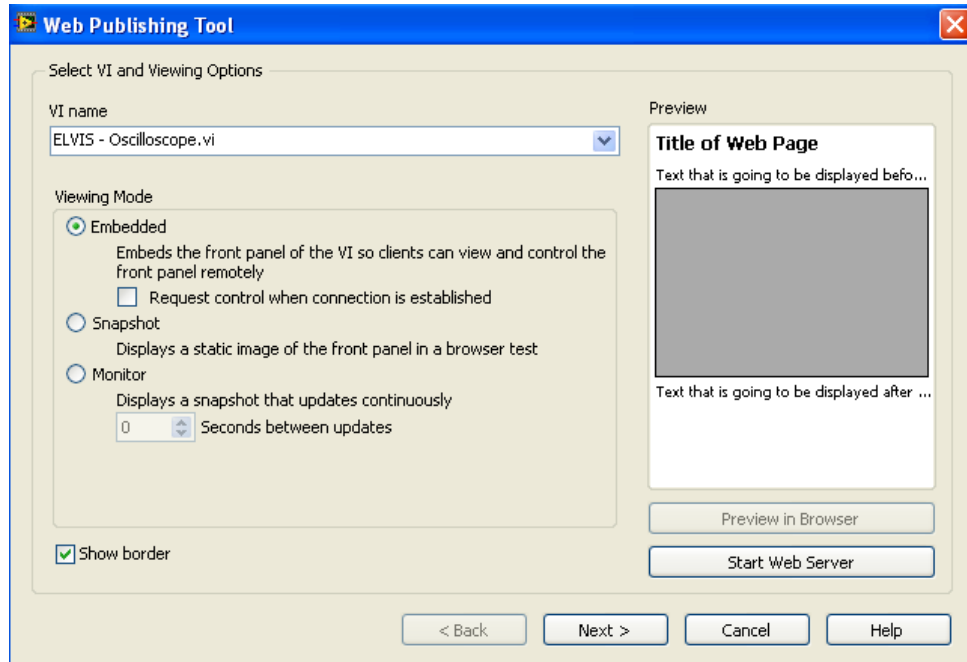 Web Publishing Tool
Select VI and Viewing Options
VI name
ELVIS - Oscilloscope.vi
Viewing Mode
Embedded
Embeds the front panel of the VI so clients can view and control the
front panel remotely
Request control when connection is established
Snapshot
Displays a static image of the front panel in a browser test
Monitor
Displays a snapshot that updates continuously
0 Seconds between updates
Show border
Preview
Title of Web Page
Text that is going to be displayed befo...
Text that is going to be displayed after ...
Preview in Browser
Start Web Server
< Back Next > Cancel Help